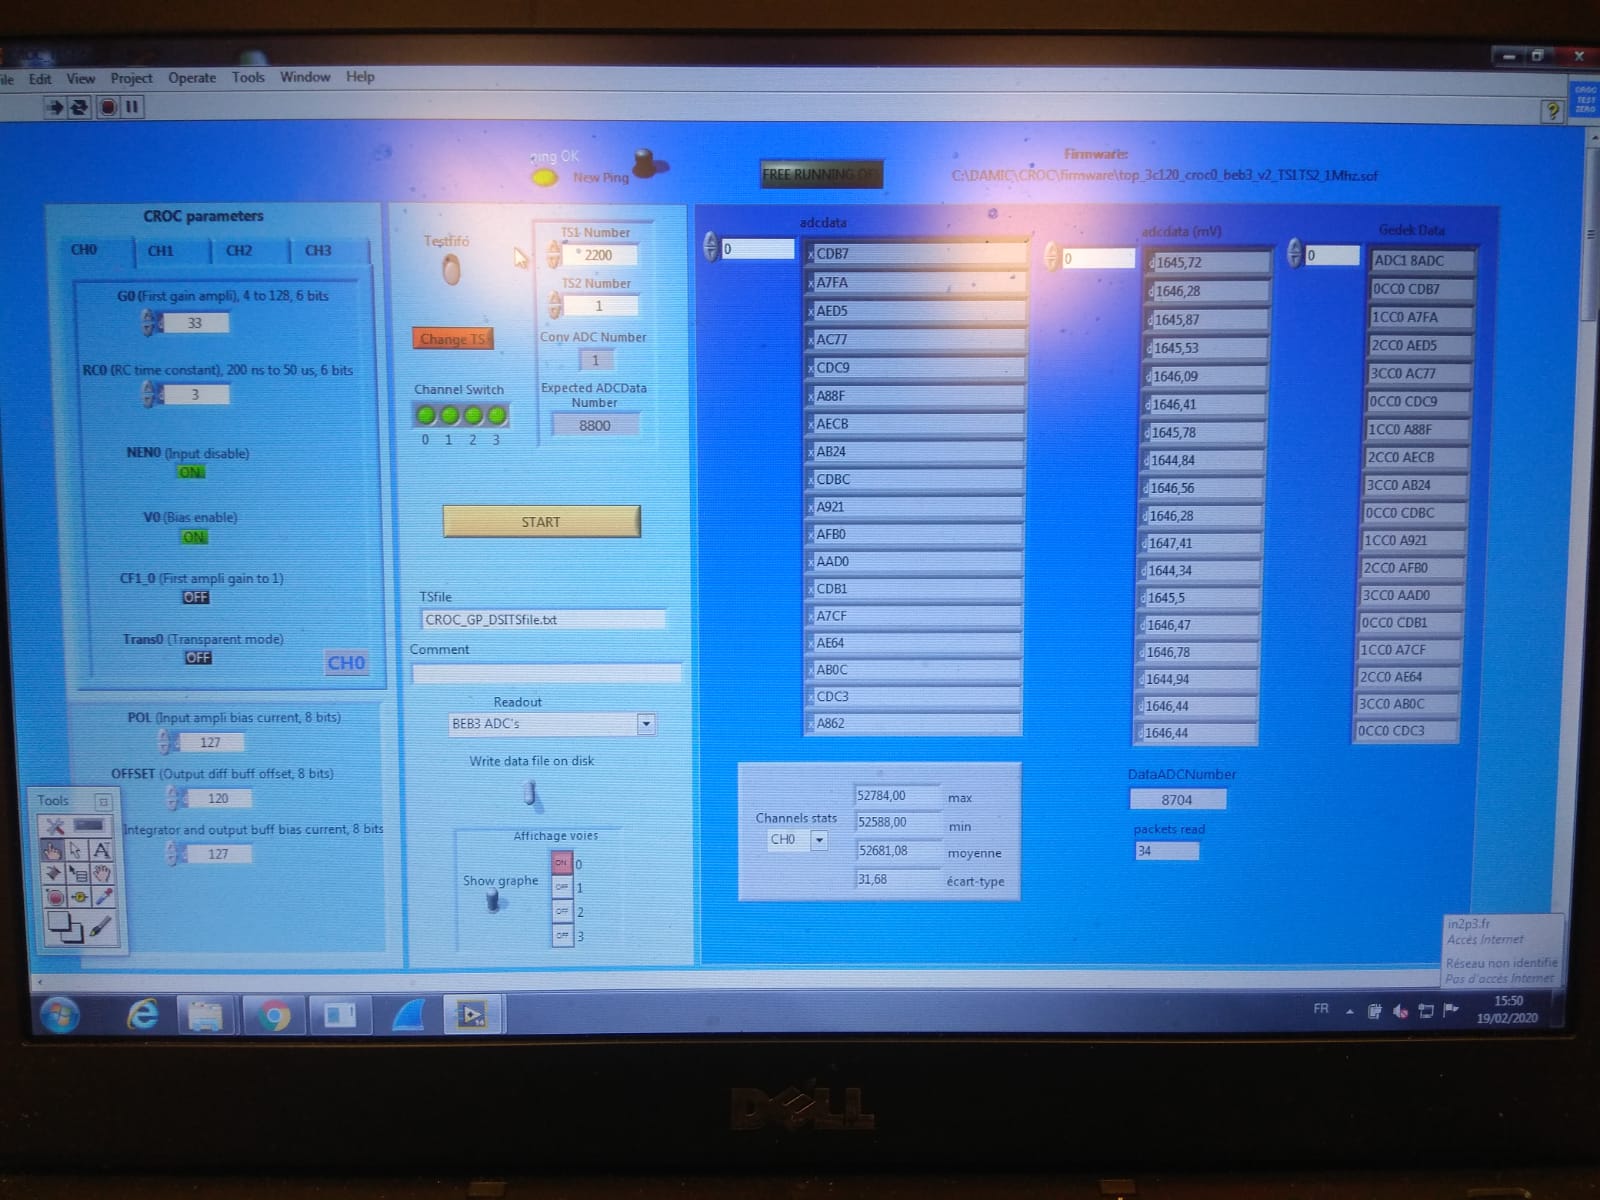 File Edit View Project Operate Tools Window Help
CROC
TEST
ZERO
ping OK
New Ping
FREE RUNNING OFF
Firmware:
C:\DAMIC\CROC\firmware\top_3c120_croc0_beb3_v2_TS1TS2_1Mhz.sof
CROC parameters
CH0 CH1 CH2 CH3
G0 (First gain ampli), 4 to 128, 6 bits
33
RC0 (RC time constant), 200 ns to 50 us, 6 bits
3
NEN0 (Input disable)
ON
V0 (Bias enable)
ON
CF1_0 (First ampli gain to 1)
OFF
Trans0 (Transparent mode)
OFF
CH0
POL (Input ampli bias current, 8 bits)
127
OFFSET (Output diff buff offset, 8 bits)
120
Integrator and output buff bias current, 8 bits
127
Tools
Testfifo
TS1 Number
2200
TS2 Number
1
Change TS
Conv ADC Number
1
Channel Switch
0 1 2 3
Expected ADCData
Number
8800
START
TSfile
CROC_GP_DSITSfile.txt
Comment
Readout
BEB3 ADC's
Write data file on disk
Affichage voies
Show graphe
ON 0
OFF 1
OFF 2
OFF 3
adcdata
0
x CDB7
x A7FA
x AED5
x AC77
x CDC9
x A88F
x AECB
x AB24
x CDBC
x A921
x AFB0
x AAD0
x CDB1
x A7CF
x AE64
x AB0C
x CDC3
x A862
adcdata (mV)
0
d 1645,72
d 1646,28
d 1645,87
d 1645,53
d 1646,09
d 1646,41
d 1645,78
d 1644,84
d 1646,56
d 1646,28
d 1647,41
d 1644,34
d 1645,5
d 1646,47
d 1646,78
d 1644,94
d 1646,44
d 1646,44
Gedek Data
0
ADC1 8ADC
0CC0 CDB7
1CC0 A7FA
2CC0 AED5
3CC0 AC77
0CC0 CDC9
1CC0 A88F
2CC0 AECB
3CC0 AB24
0CC0 CDBC
1CC0 A921
2CC0 AFB0
3CC0 AAD0
0CC0 CDB1
1CC0 A7CF
2CC0 AE64
3CC0 AB0C
0CC0 CDC3
Channels stats
CH0
52784,00 max
52588,00 min
52681,08 moyenne
31,68 écart-type
DataADCNumber
8704
packets read
34
in2p3.fr
Accès Internet
Réseau non identifié
Pas d'accès Internet
FR
15:50
19/02/2020
DELL